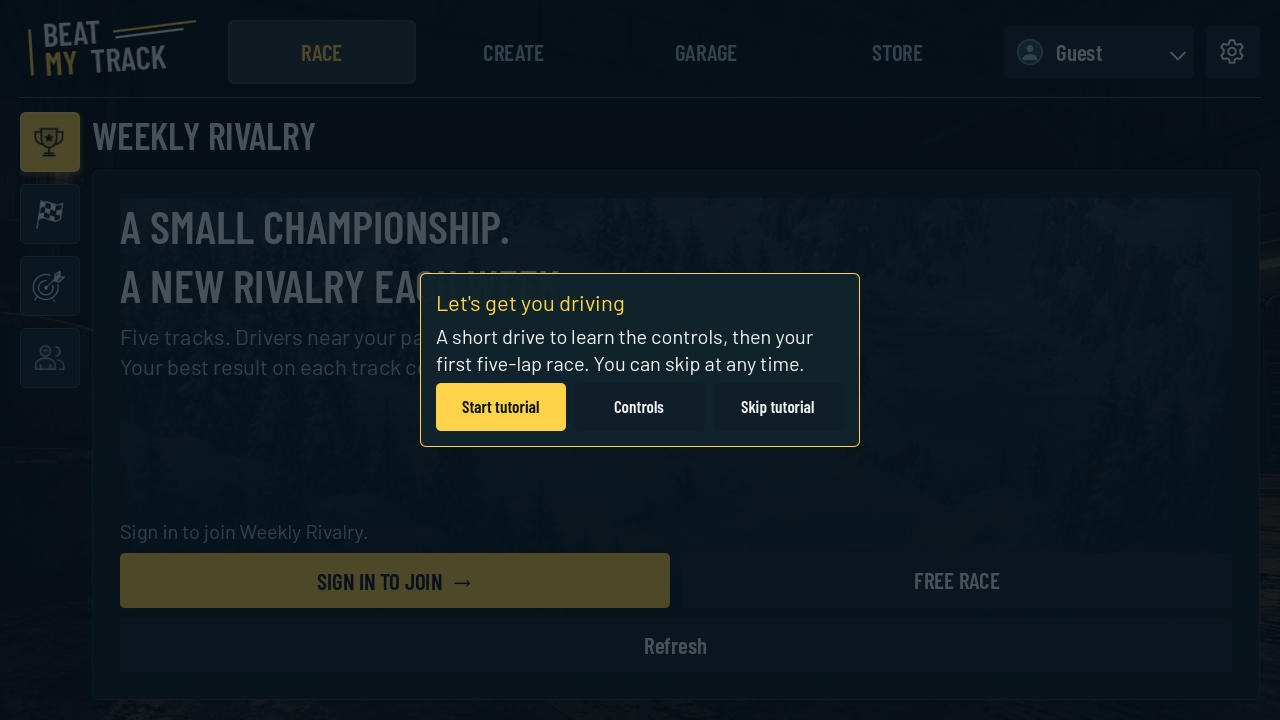 BEAT
MY TRACK
RACE
CREATE
GARAGE
STORE
Guest
WEEKLY RIVALRY
A SMALL CHAMPIONSHIP.
A NEW RIVALRY EACH WEEK.
Five tracks. Drivers near your
Your best result on each track
Let's get you driving
A short drive to learn the controls, then your
first five-lap race. You can skip at any time.
Start tutorial
Controls
Skip tutorial
Sign in to join Weekly Rivalry.
SIGN IN TO JOIN →
FREE RACE
Refresh